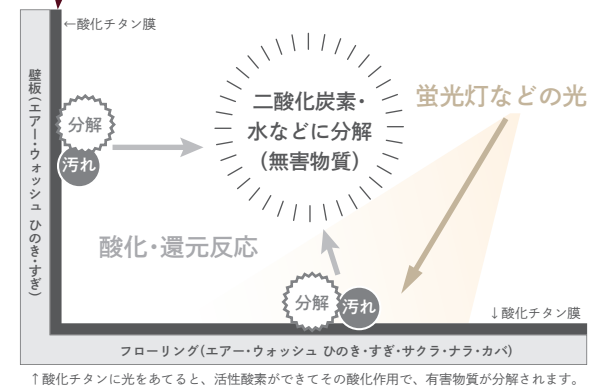 ←酸化チタン膜
壁板(エアー・ウォッシュ ひのき・すぎ)
分解
汚れ
二酸化炭素・
水などに分解
(無害物質)
蛍光灯などの光
酸化・還元反応
分解
汚れ
↓酸化チタン膜
フローリング(エアー・ウォッシュ ひのき・すぎ・サクラ・ナラ・カバ)
↑酸化チタンに光をあてると、活性酸素ができてその酸化作用で、有害物質が分解されます。